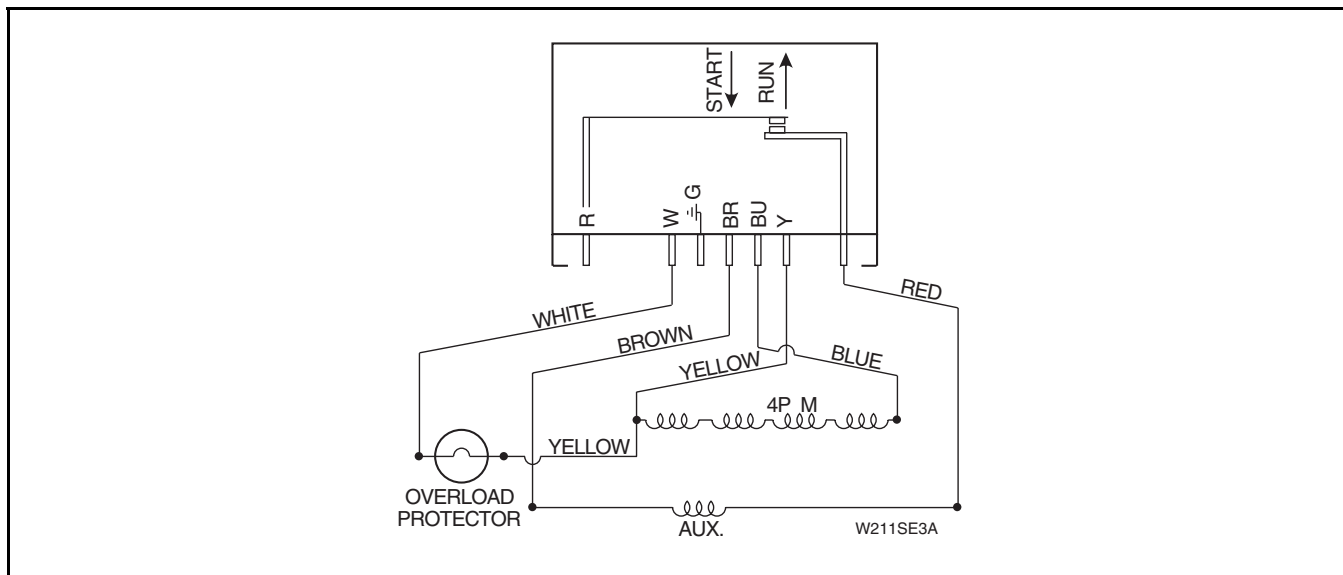 START
RUN
R
W
G
BR
BU
Y
RED
WHITE
BROWN
YELLOW
BLUE
4P M
YELLOW
OVERLOAD
PROTECTOR
AUX.
W211SE3A